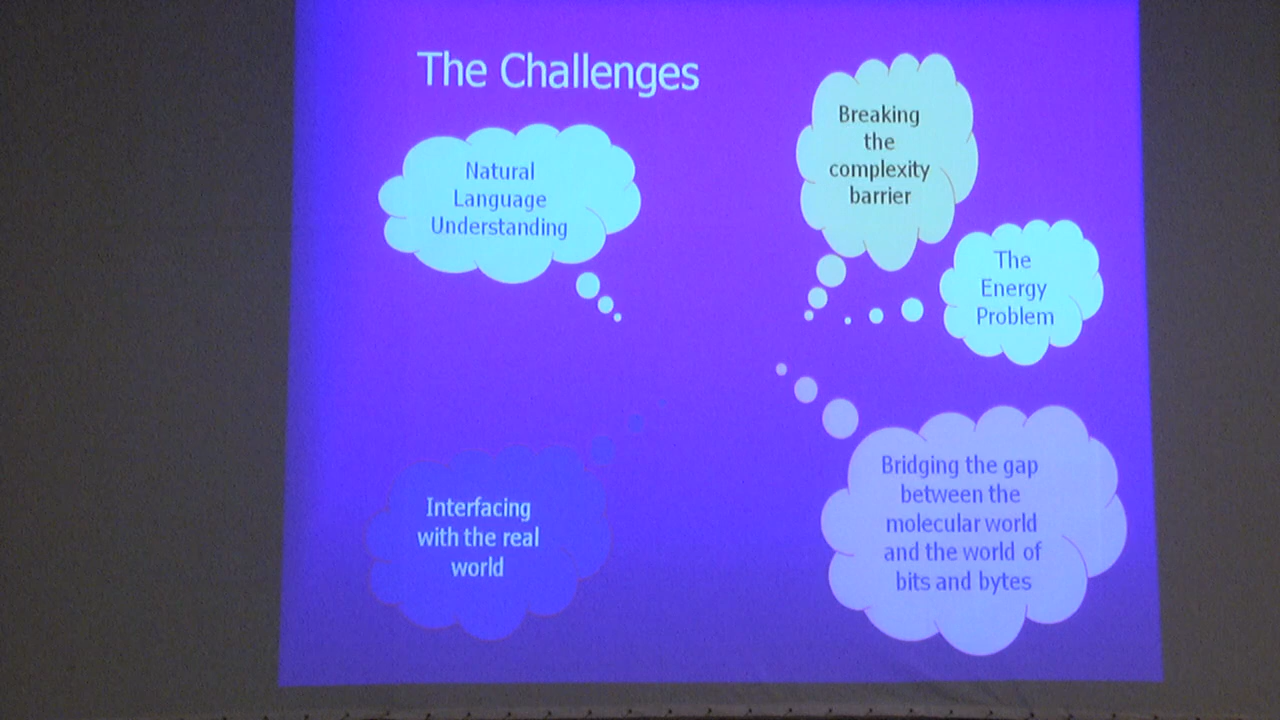 The Challenges
Natural
Language
Understanding
Breaking
the
complexity
barrier
The
Energy
Problem
Interfacing
with the real
world
Bridging the gap
between the
molecular world
and the world of
bits and bytes